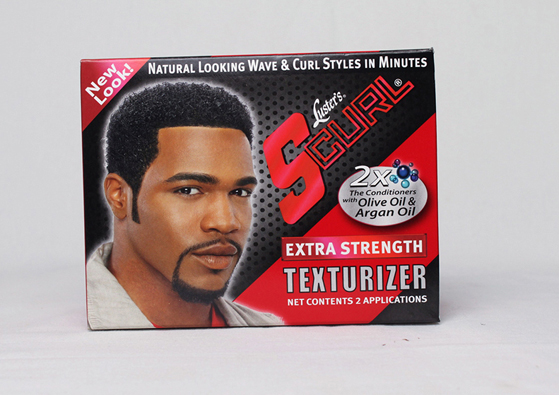 New
Look!
NATURAL LOOKING WAVE & CURL STYLES IN MINUTES
Luster's
SCURL®
2X
The Conditioners
with Olive Oil &
Argan Oil
EXTRA STRENGTH
TEXTURIZER
NET CONTENTS 2 APPLICATIONS